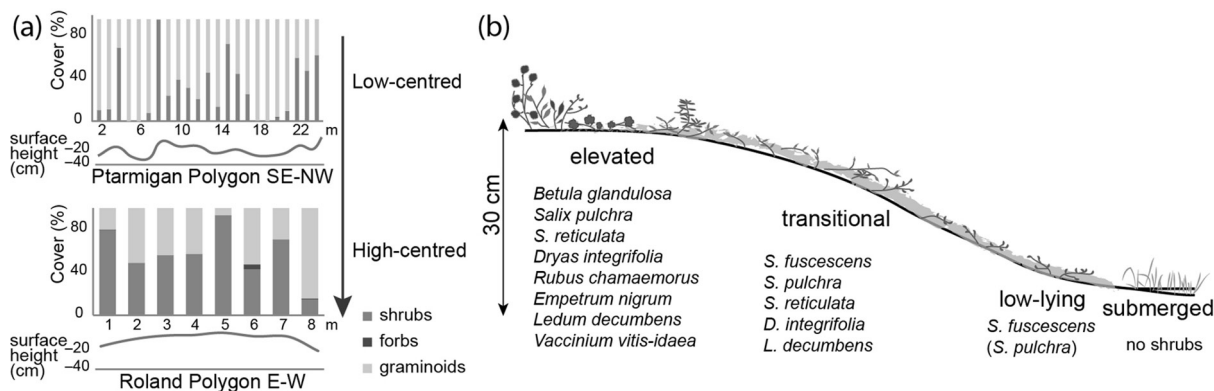 (a)
Cover (%)
80
40
0
2 6 10 14 18 22 m
surface height (cm)
−20
−40
Ptarmigan Polygon SE-NW
Low-centred
High-centred
Cover (%)
80
40
0
1 2 3 4 5 6 7 8 m
surface height (cm)
−20
−40
Roland Polygon E-W
shrubs
forbs
graminoids
(b)
30 cm
elevated
Betula glandulosa
Salix pulchra
S. reticulata
Dryas integrifolia
Rubus chamaemorus
Empetrum nigrum
Ledum decumbens
Vaccinium vitis-idaea
transitional
S. fuscescens
S. pulchra
S. reticulata
D. integrifolia
L. decumbens
low-lying
S. fuscescens
(S. pulchra)
submerged
no shrubs